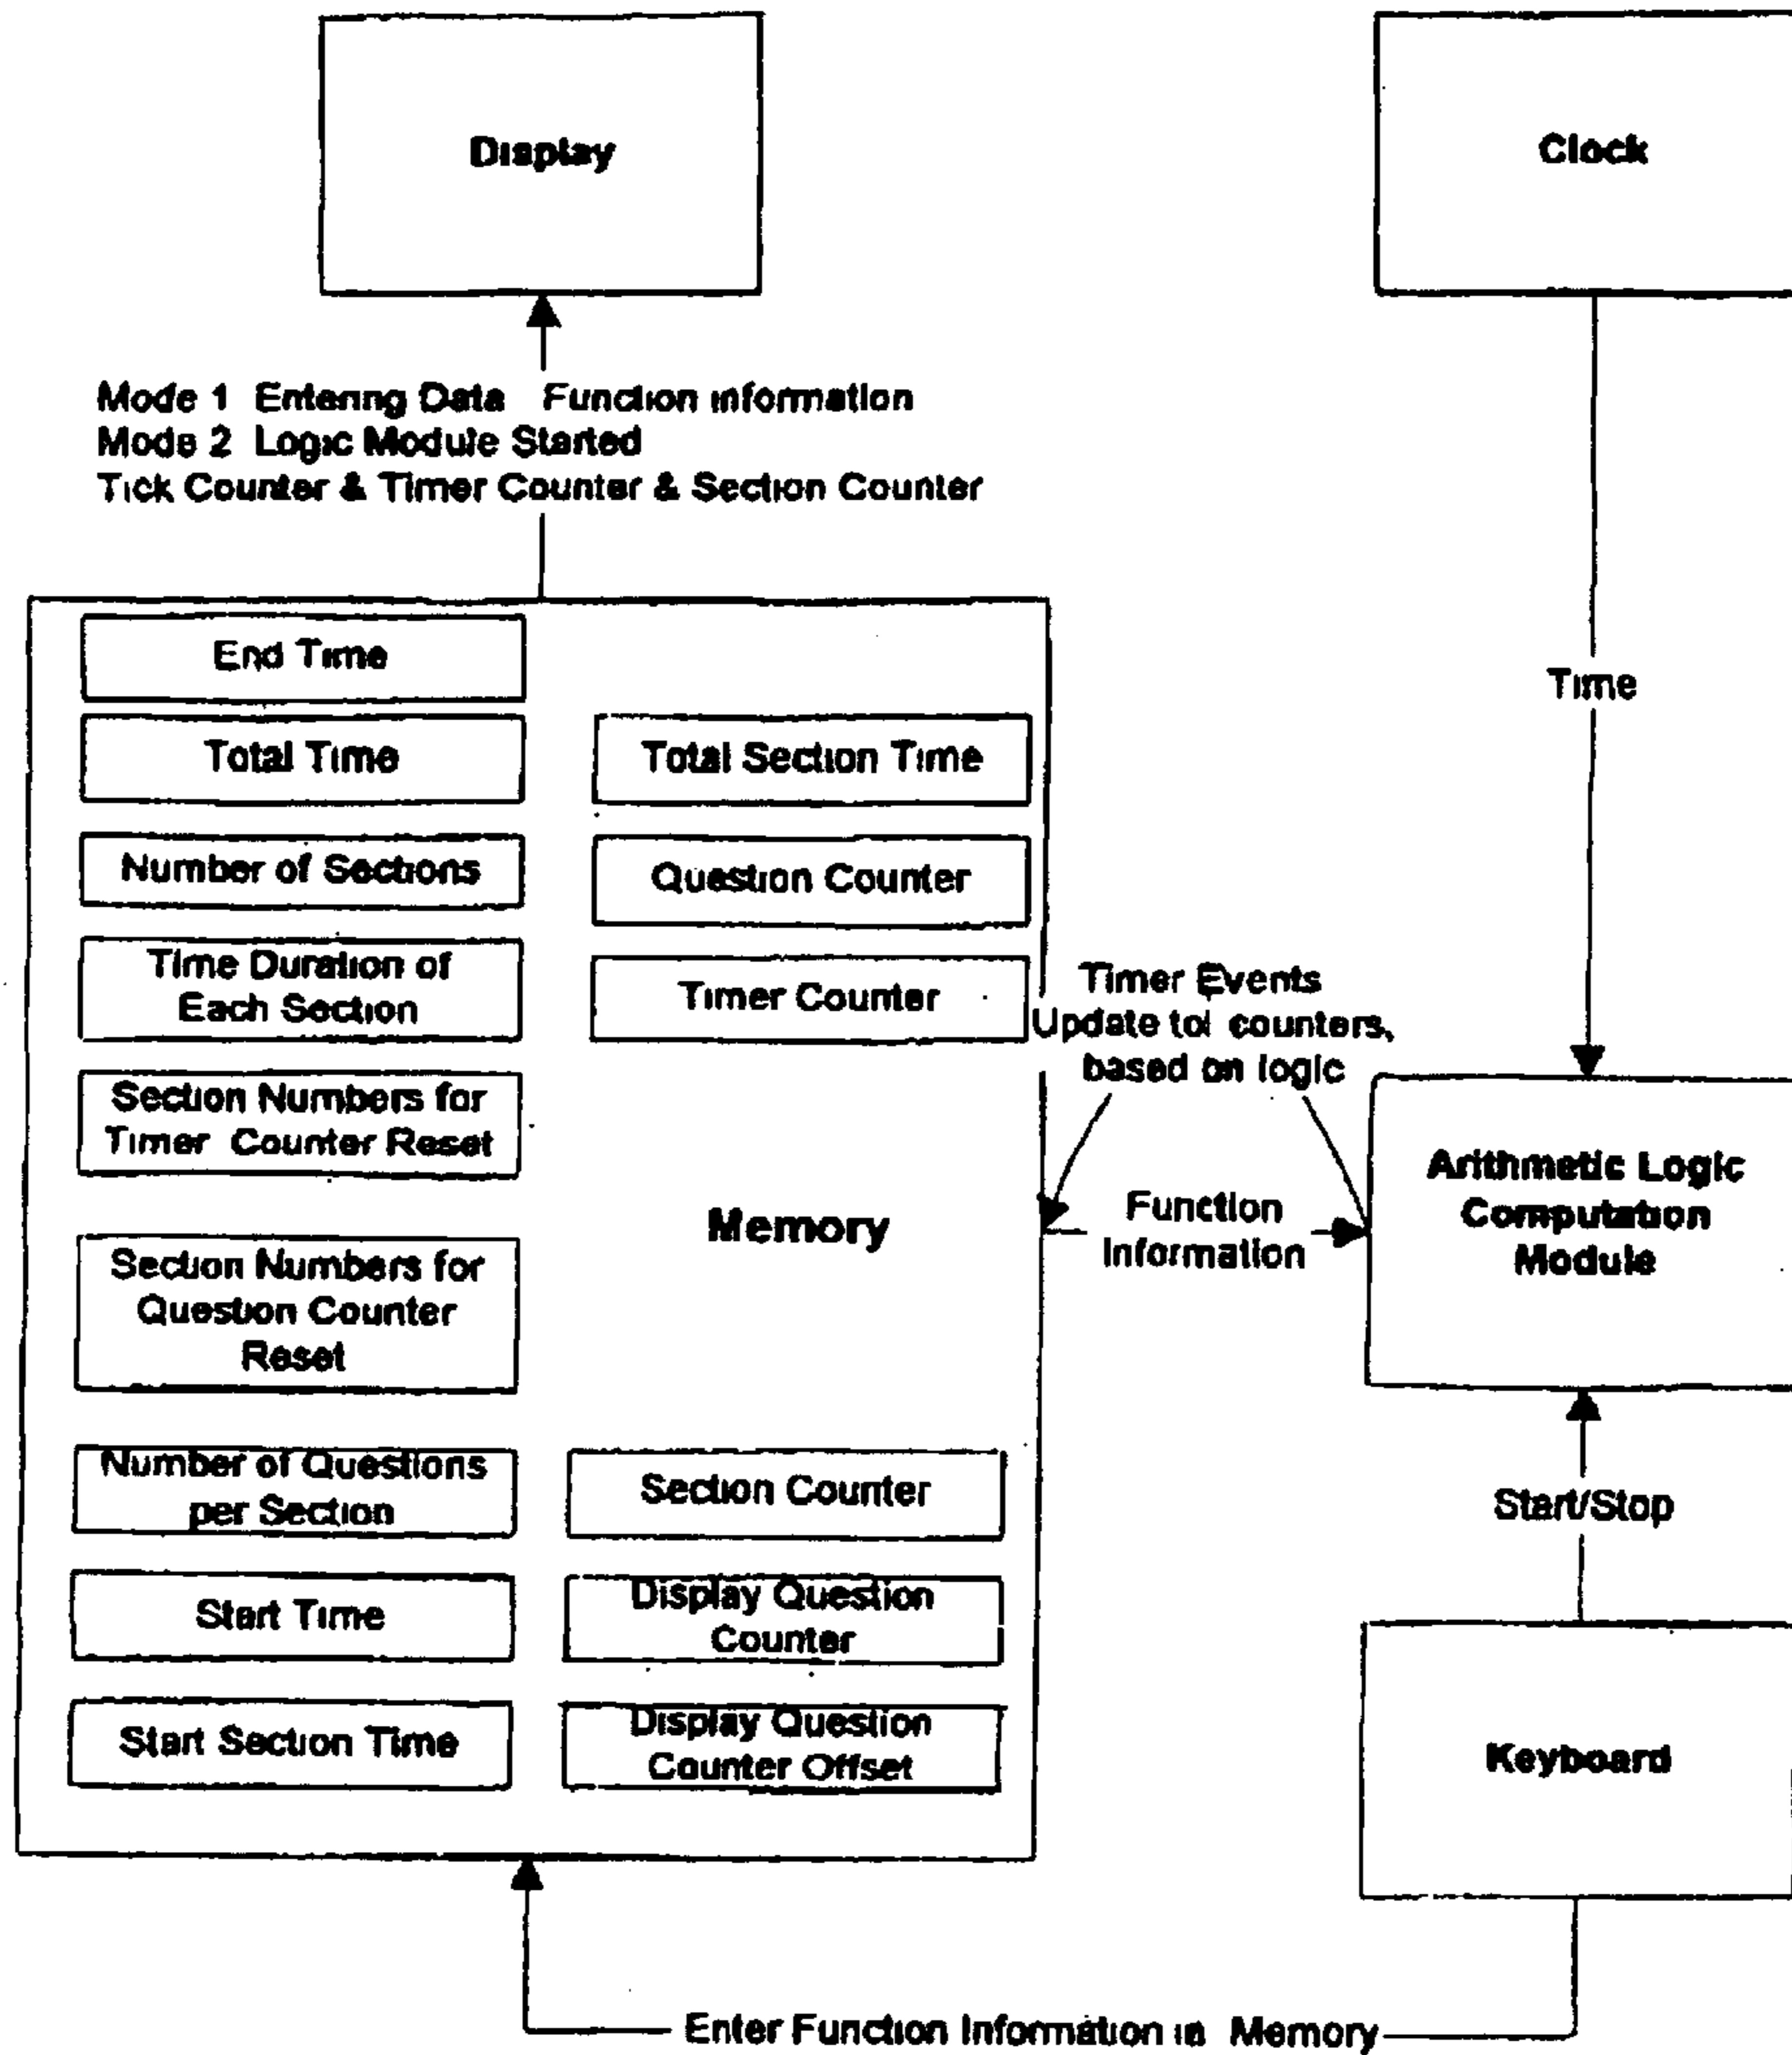 Display
Clock
Mode 1 Entering Data Function information
Mode 2 Logic Module Started
Tick Counter & Timer Counter & Section Counter
End Time
Time
Total Time
Total Section Time
Number of Sections
Question Counter
Time Duration of
Each Section
Timer Counter
Timer Events
Update to counters,
based on logic
Section Numbers for
Timer Counter Reset
Arithmetic Logic
Computation
Module
Function
Information
Memory
Section Numbers for
Question Counter
Reset
Number of Questions
per Section
Section Counter
Start/Stop
Start Time
Display Question
Counter
Start Section Time
Display Question
Counter Offset
Keyboard
Enter Function Information in Memory